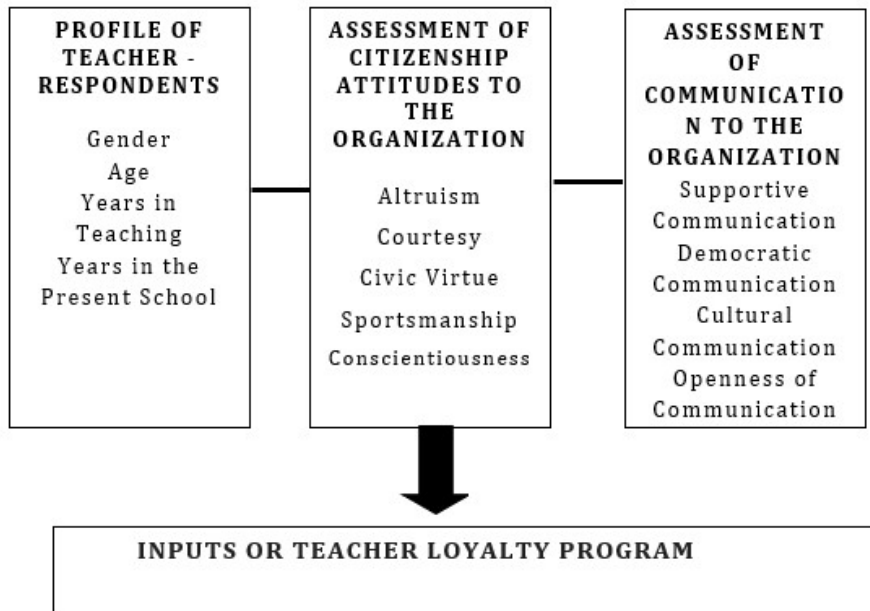 PROFILE OF
TEACHER -
RESPONDENTS
Gender
Age
Years in
Teaching
Years in the
Present School
ASSESSMENT OF
CITIZENSHIP
ATTITUDES TO
THE
ORGANIZATION
Altruism
Courtesy
Civic Virtue
Sportsmanship
Conscientiousness
ASSESSMENT
OF
COMMUNICATIO
N TO THE
ORGANIZATION
Supportive
Communication
Democratic
Communication
Cultural
Communication
Openness of
Communication
INPUTS OR TEACHER LOYALTY PROGRAM